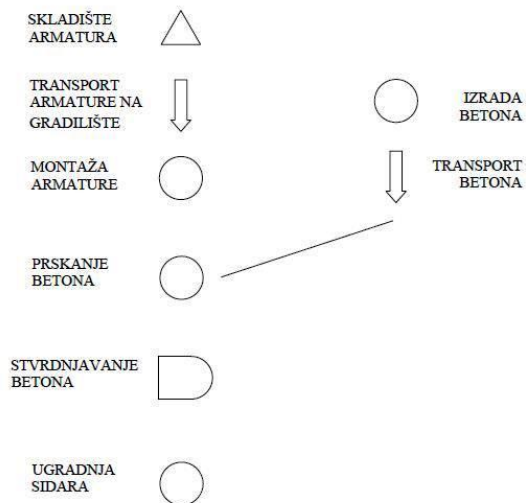 SKLADIŠTE
ARMATURA
TRANSPORT
ARMATURE NA
GRADILIŠTE
IZRADA
BETONA
MONTAŽA
ARMATURE
TRANSPORT
BETONA
PRSKANJE
BETONA
STVRDNJAVANJE
BETONA
UGRADNJA
SIDARA